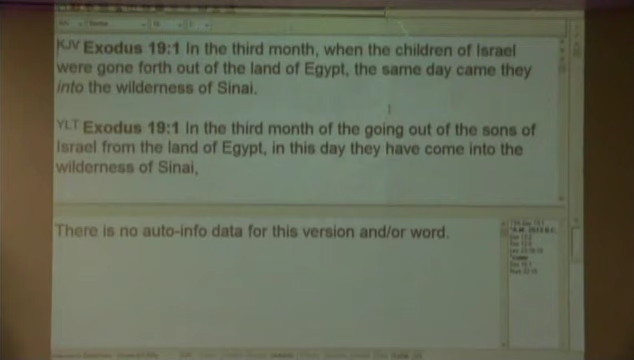 KJV Exodus 19:1 In the third month, when the children of Israel
were gone forth out of the land of Egypt, the same day came they
into the wilderness of Sinai.
YLT Exodus 19:1 In the third month of the going out of the sons of
Israel from the land of Egypt, in this day they have come into the
wilderness of Sinai,
There is no auto-info data for this version and/or word.